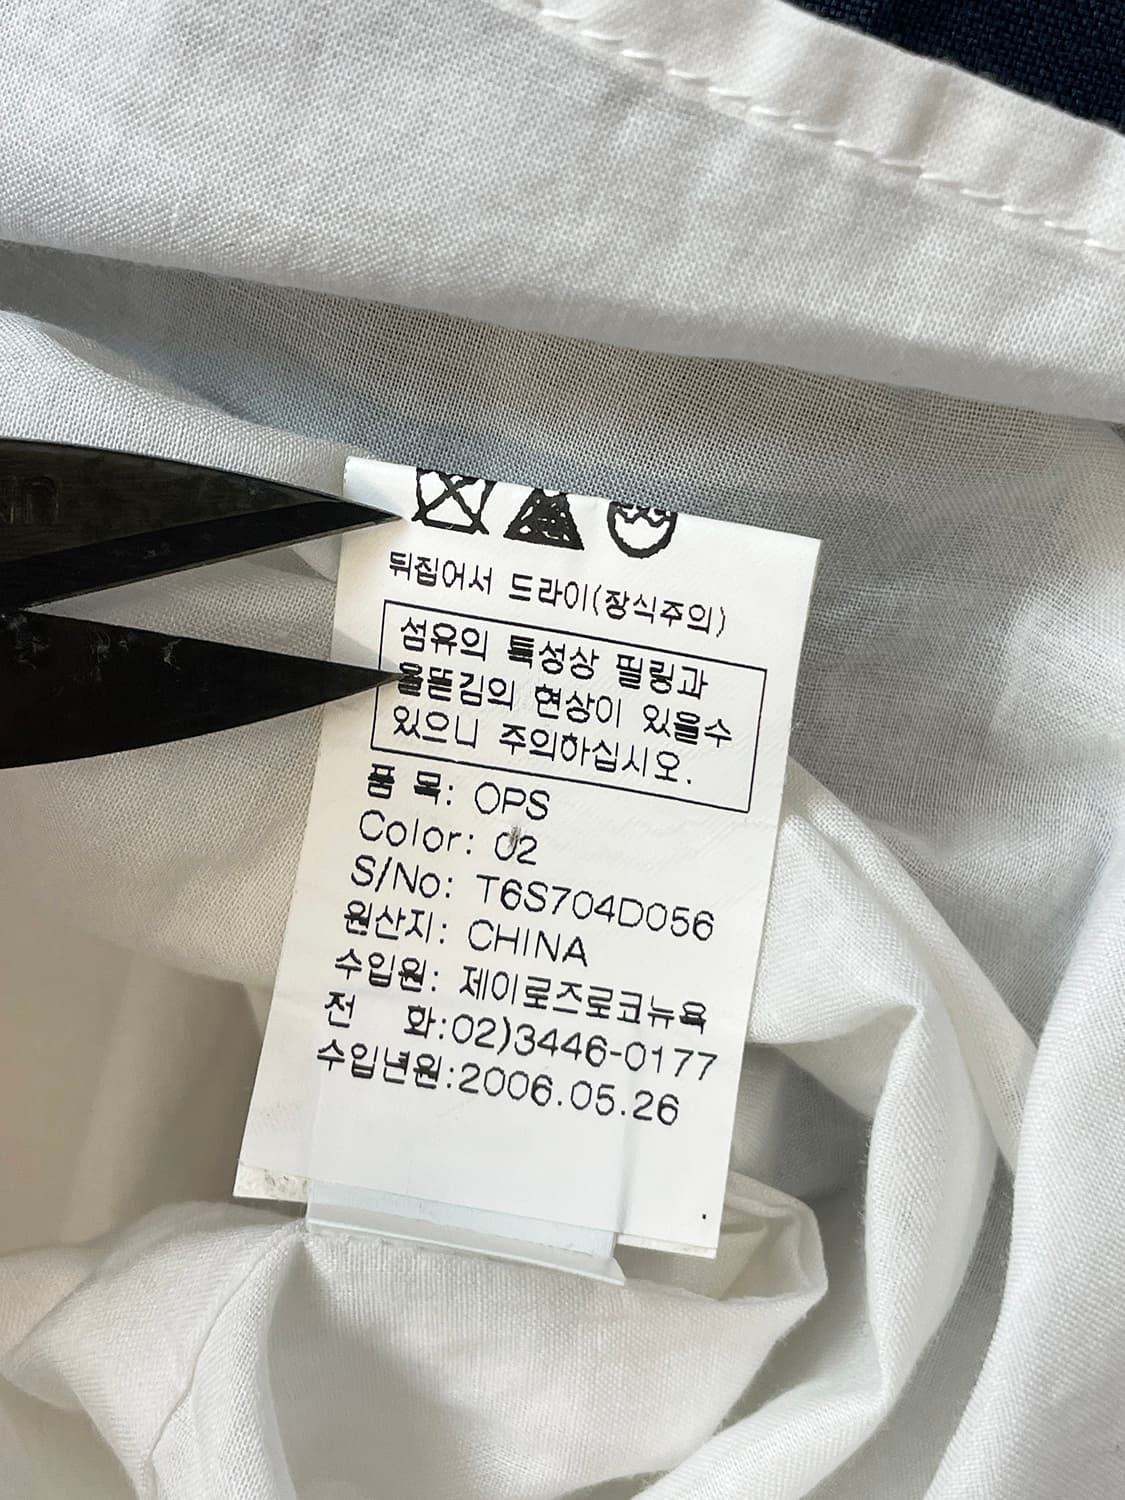 뒤집어서 드라이(장식주의)
섬유의 특성상 필링과
올뜯김의 현상이 있을수
있으니 주의하십시오.
품 목: OPS
Color: 02
S/No: T6S704D056
원산지: CHINA
수입원: 제이로즈로코뉴욕
전 화:02)3446-0177
수입년원:2006.05.26